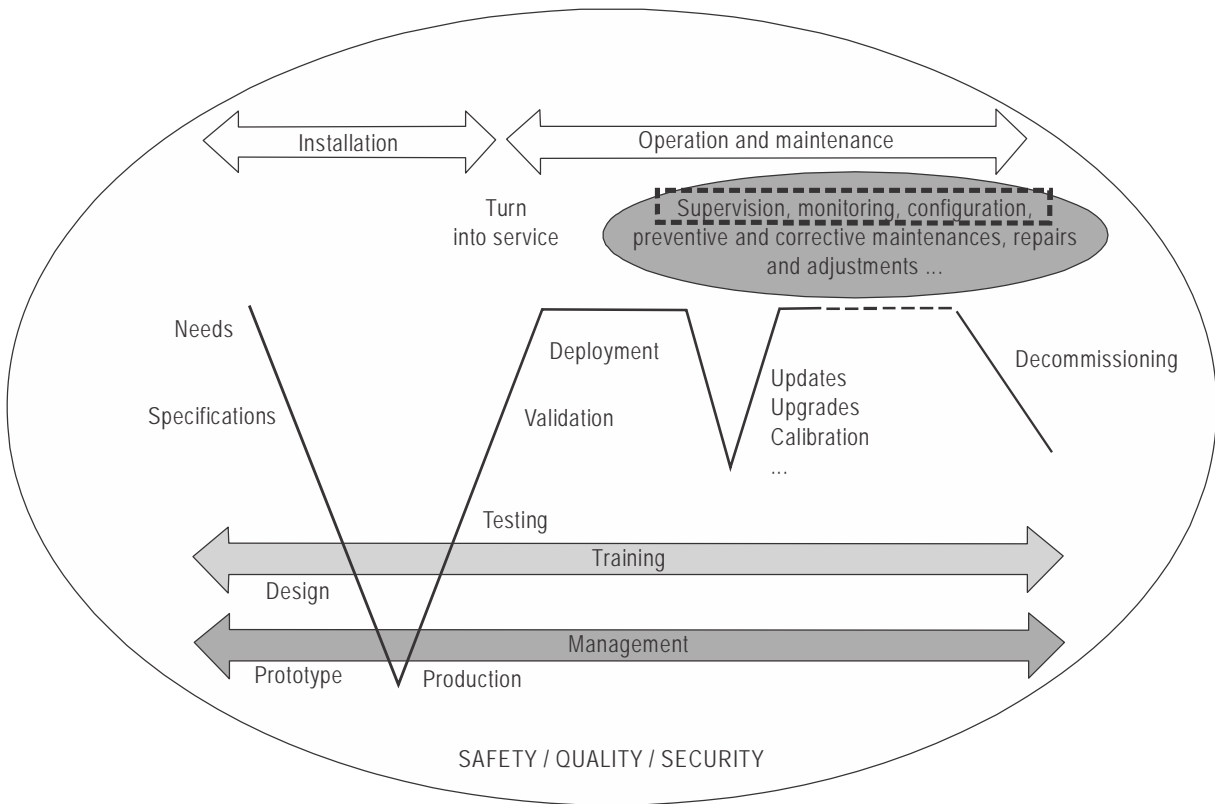 Installation
Operation and maintenance
Turn
into service
Supervision, monitoring, configuration,
preventive and corrective maintenances, repairs
and adjustments ...
Needs
Deployment
Decommissioning
Specifications
Validation
Updates
Upgrades
Calibration
...
Testing
Training
Design
Management
Prototype
Production
SAFETY / QUALITY / SECURITY